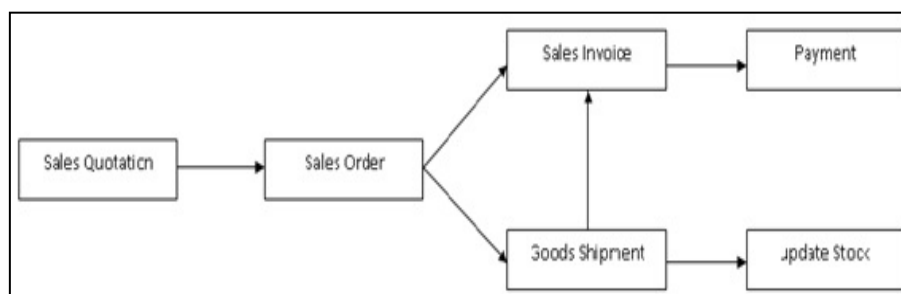 Sales Invoice
Payment
Sales Quotation
Sales Order
Goods Shipment
update Stock